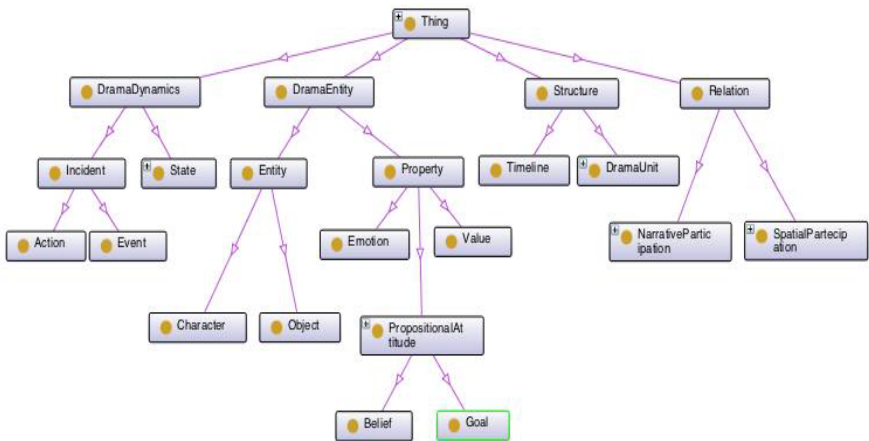 Thing
DramaDynamics
DramaEntity
Structure
Relation
Incident
State
Entity
Property
Timeline
DramaUnit
Action
Event
Emotion
Value
NarrativePartic
ipation
SpatialPartecip
ation
Character
Object
PropositionalAt
titude
Belief
Goal